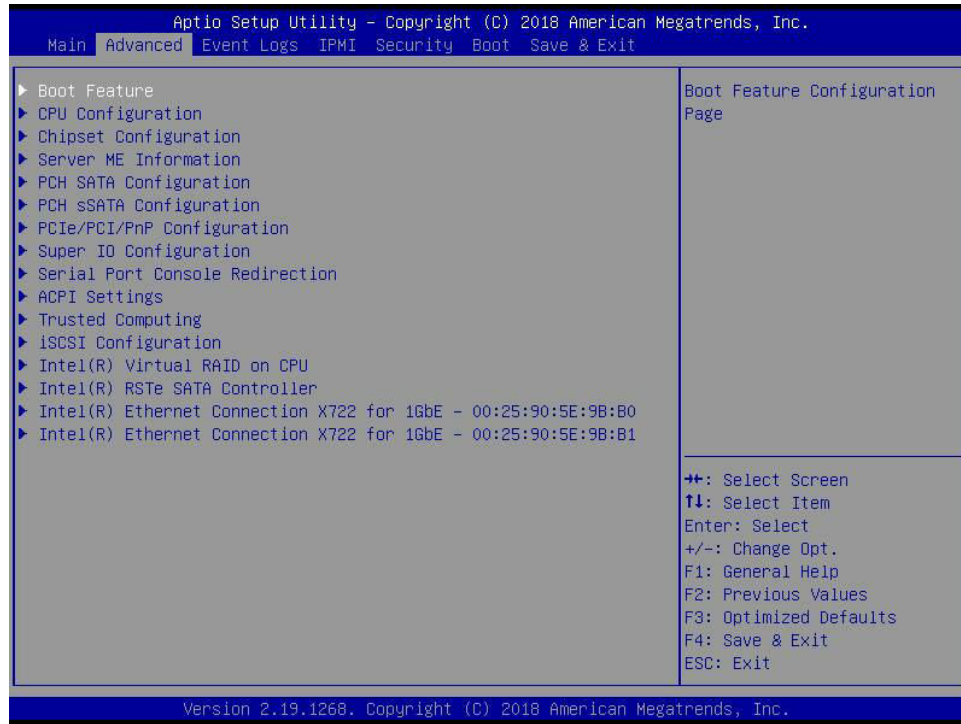 Aptio Setup Utility – Copyright (C) 2018 American Megatrends, Inc.
Main Advanced Event Logs IPMI Security Boot Save & Exit
▶ Boot Feature
▶ CPU Configuration
▶ Chipset Configuration
▶ Server ME Information
▶ PCH SATA Configuration
▶ PCH sSATA Configuration
▶ PCIe/PCI/PnP Configuration
▶ Super IO Configuration
▶ Serial Port Console Redirection
▶ ACPI Settings
▶ Trusted Computing
▶ iSCSI Configuration
▶ Intel(R) Virtual RAID on CPU
▶ Intel(R) RSTe SATA Controller
▶ Intel(R) Ethernet Connection X722 for 1GbE – 00:25:90:5E:9B:B0
▶ Intel(R) Ethernet Connection X722 for 1GbE – 00:25:90:5E:9B:B1
Boot Feature Configuration
Page
→←: Select Screen
↑↓: Select Item
Enter: Select
+/-: Change Opt.
F1: General Help
F2: Previous Values
F3: Optimized Defaults
F4: Save & Exit
ESC: Exit
Version 2.19.1268. Copyright (C) 2018 American Megatrends, Inc.